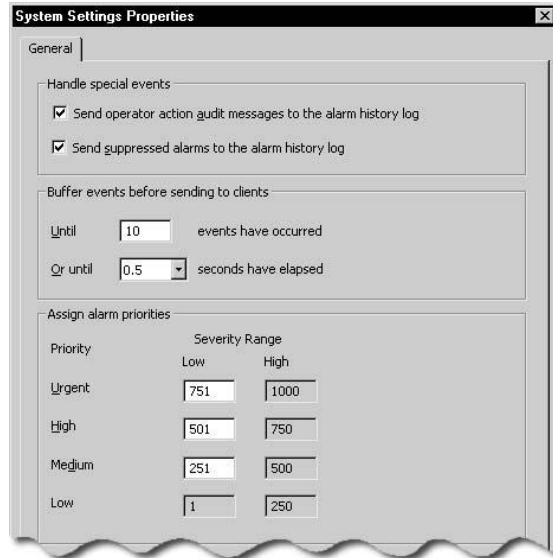 System Settings Properties
General
Handle special events
Send operator action audit messages to the alarm history log
Send suppressed alarms to the alarm history log
Buffer events before sending to clients
Until 10 events have occurred
Or until 0.5 seconds have elapsed
Assign alarm priorities
Priority Severity Range
Low High
Urgent 751 1000
High 501 750
Medium 251 500
Low 1 250